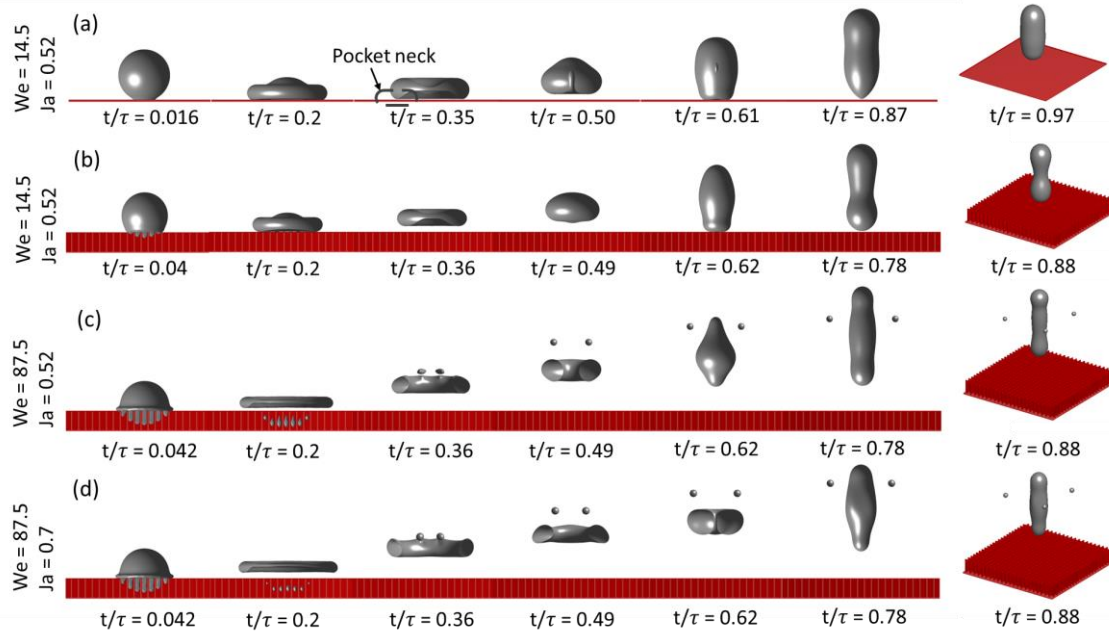 (a)
We = 14.5
Ja = 0.52
Pocket neck
t/τ = 0.016 t/τ = 0.2 t/τ = 0.35 t/τ = 0.50 t/τ = 0.61 t/τ = 0.87 t/τ = 0.97
(b)
We = 14.5
Ja = 0.52
t/τ = 0.04 t/τ = 0.2 t/τ = 0.36 t/τ = 0.49 t/τ = 0.62 t/τ = 0.78 t/τ = 0.88
(c)
We = 87.5
Ja = 0.52
t/τ = 0.042 t/τ = 0.2 t/τ = 0.36 t/τ = 0.49 t/τ = 0.62 t/τ = 0.78 t/τ = 0.88
(d)
We = 87.5
Ja = 0.7
t/τ = 0.042 t/τ = 0.2 t/τ = 0.36 t/τ = 0.49 t/τ = 0.62 t/τ = 0.78 t/τ = 0.88